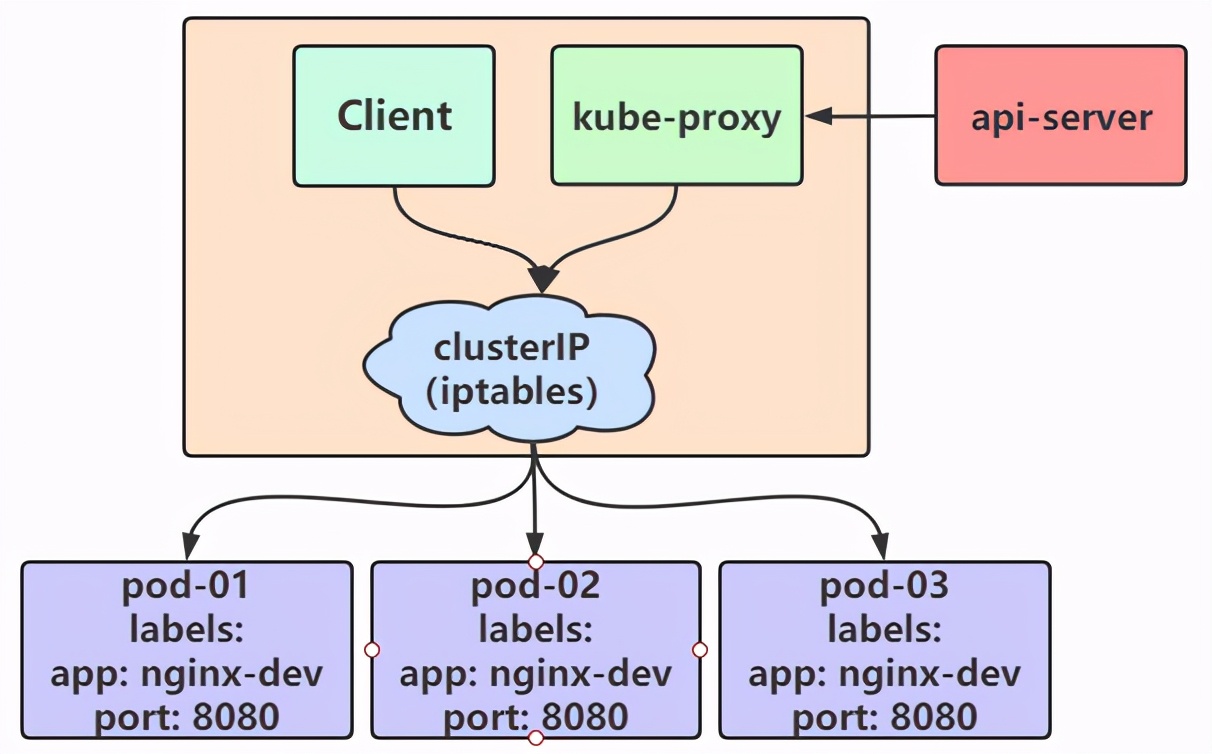 Client
kube-proxy
api-server
clusterIP
(iptables)
pod-01
labels:
app: nginx-dev
port: 8080
pod-02
labels:
app: nginx-dev
port: 8080
pod-03
labels:
app: nginx-dev
port: 8080